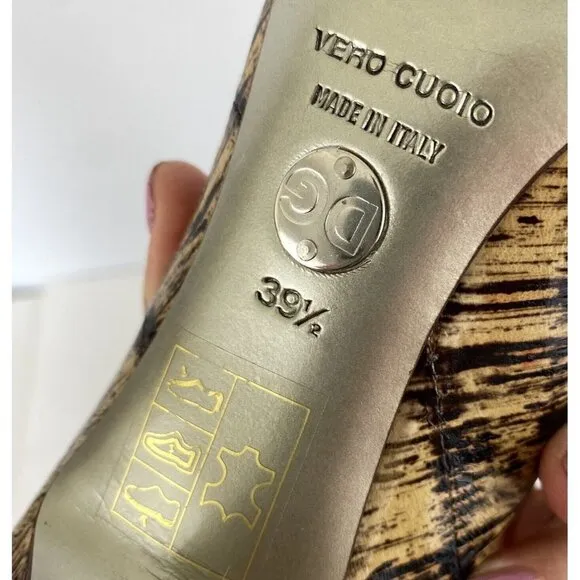 VERO CUOIO
MADE IN ITALY
DG
39½